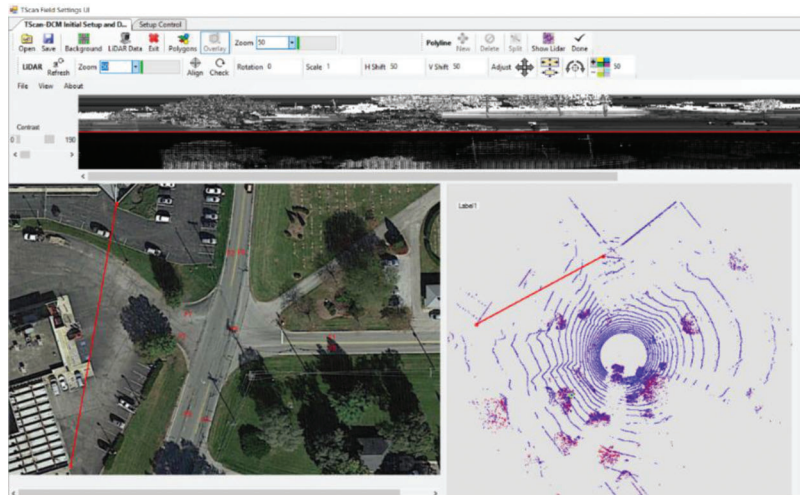 TScan Field Settings UI
TScan-DCM Initial Setup and D...
Setup Control
Open Save Background LiDAR Data Exit Polygons Overlay Zoom 50 Polyline New Delete Split Show Lidar Done
LiDAR Refresh Zoom 50 Align Check Rotation 0 Scale 1 H Shift 50 V Shift 50 Adjust 50
File View About
Contrast
0 150
Label1